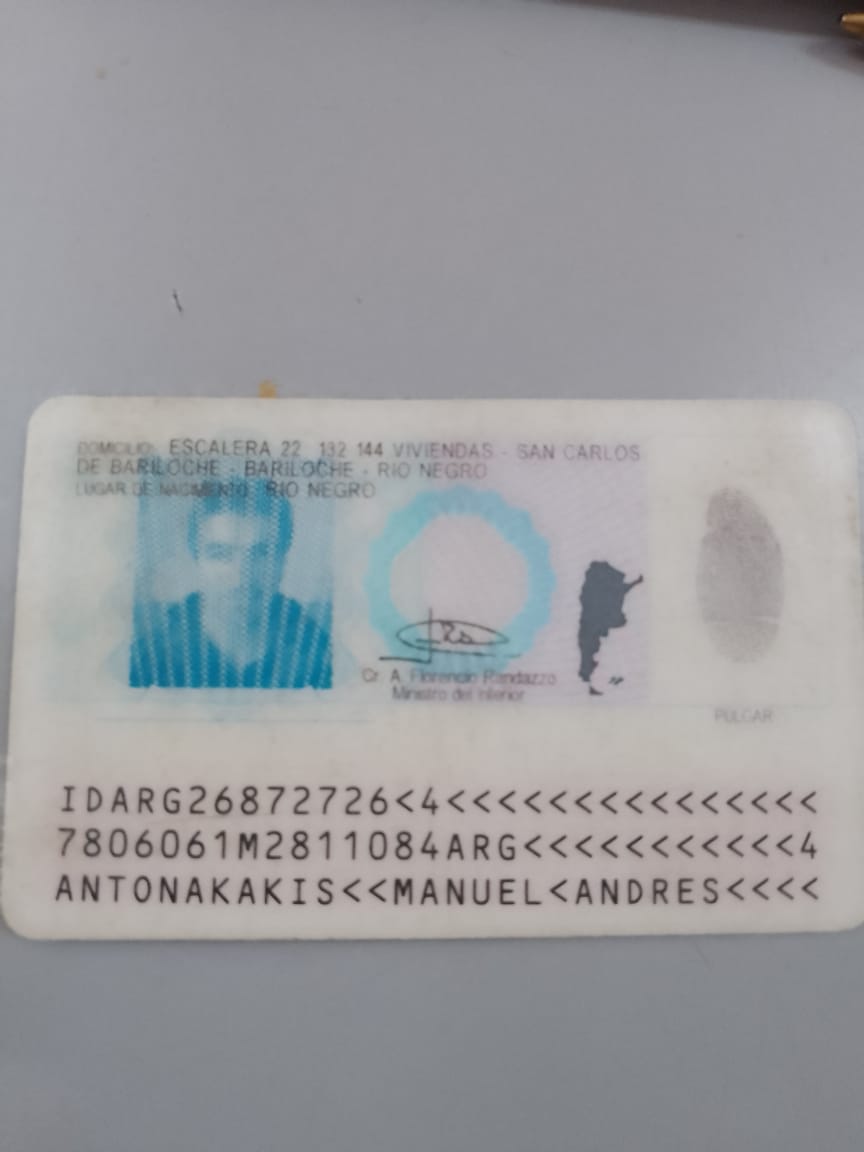 DOMICILIO: ESCALERA 22 132 144 VIVIENDAS - SAN CARLOS
DE BARILOCHE - BARILOCHE - RIO NEGRO
LUGAR DE NACIMIENTO: RIO NEGRO
Cr. A. Florencio Randazzo
Ministro del Interior
PULGAR
IDARG26872726<4<<<<<<<<<<<<<<<
7806061M2811084ARG<<<<<<<<<<<4
ANTONAKAKIS<<MANUEL<ANDRES<<<<